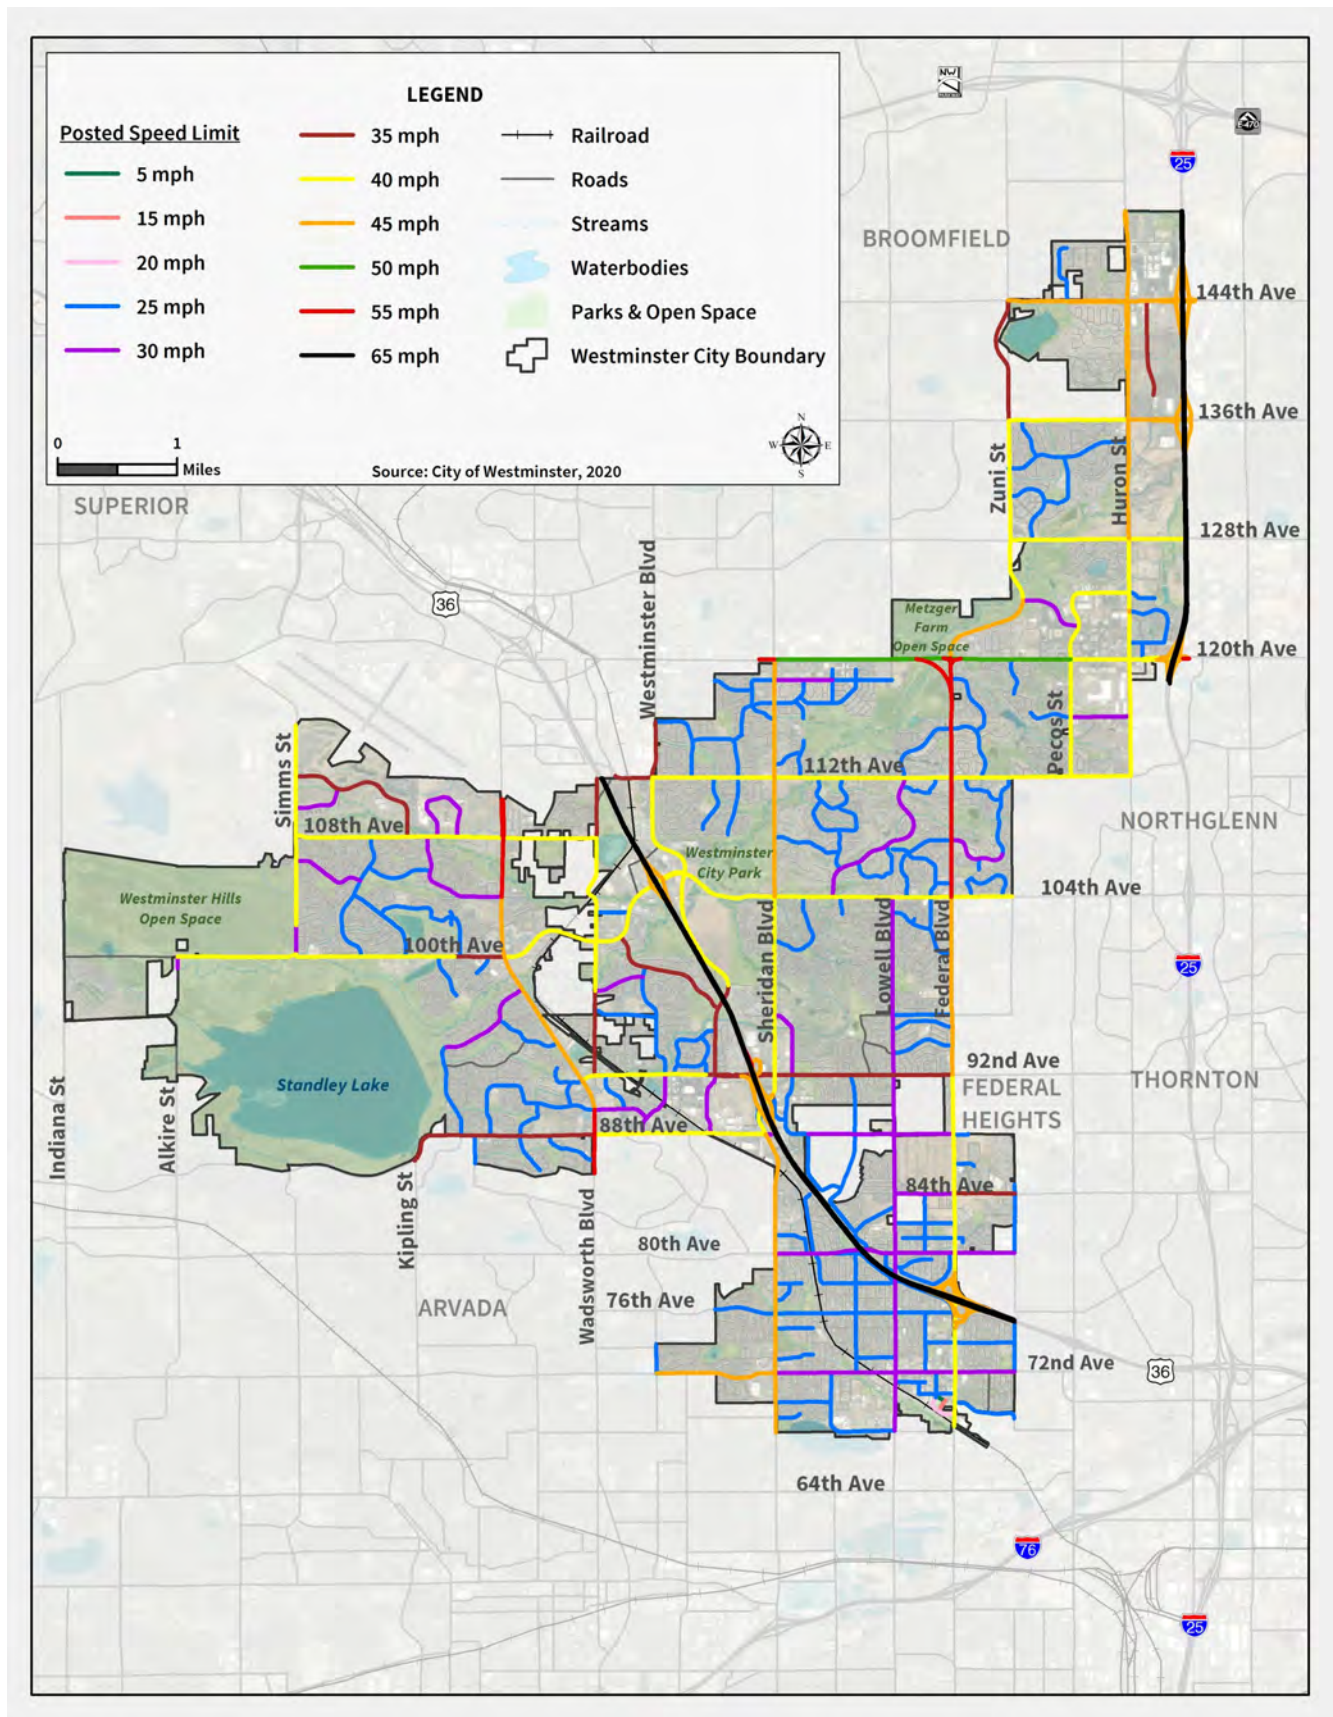 LEGEND
Posted Speed Limit
5 mph
15 mph
20 mph
25 mph
30 mph
35 mph
40 mph
45 mph
50 mph
55 mph
65 mph
Railroad
Roads
Streams
Waterbodies
Parks & Open Space
Westminster City Boundary
0
1
Miles
Source: City of Westminster, 2020
N
W
E
S
NW
E-470
25
BROOMFIELD
144th Ave
136th Ave
Zuni St
Huron St
SUPERIOR
128th Ave
36
Westminster Blvd
Metzger
Farm
Open Space
120th Ave
Pecos St
Simms St
112th Ave
108th Ave
NORTHGLENN
Westminster
City Park
104th Ave
Westminster Hills
Open Space
100th Ave
Sheridan Blvd
Lowell Blvd
Federal Blvd
25
92nd Ave
FEDERAL
HEIGHTS
THORNTON
Standley Lake
Indiana St
Alkire St
88th Ave
Kipling St
84th Ave
Wadsworth Blvd
80th Ave
76th Ave
ARVADA
72nd Ave
36
64th Ave
76
25